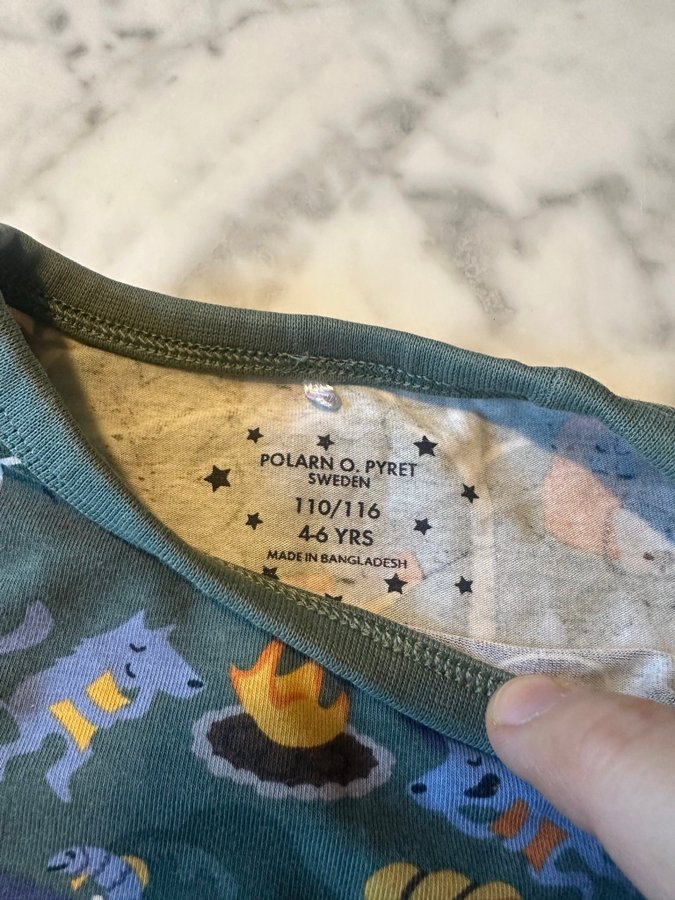 POLARN O. PYRET
SWEDEN
110/116
4-6 YRS
MADE IN BANGLADESH